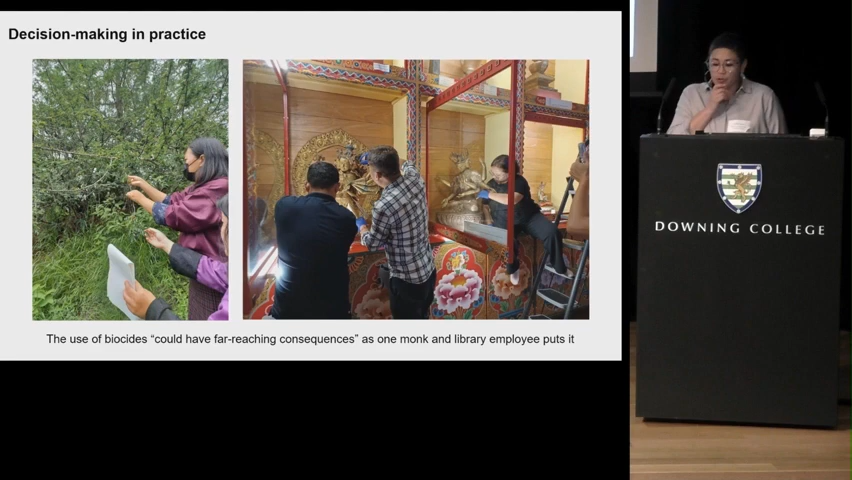 Decision-making in practice
The use of biocides “could have far-reaching consequences” as one monk and library employee puts it
DOWNING COLLEGE